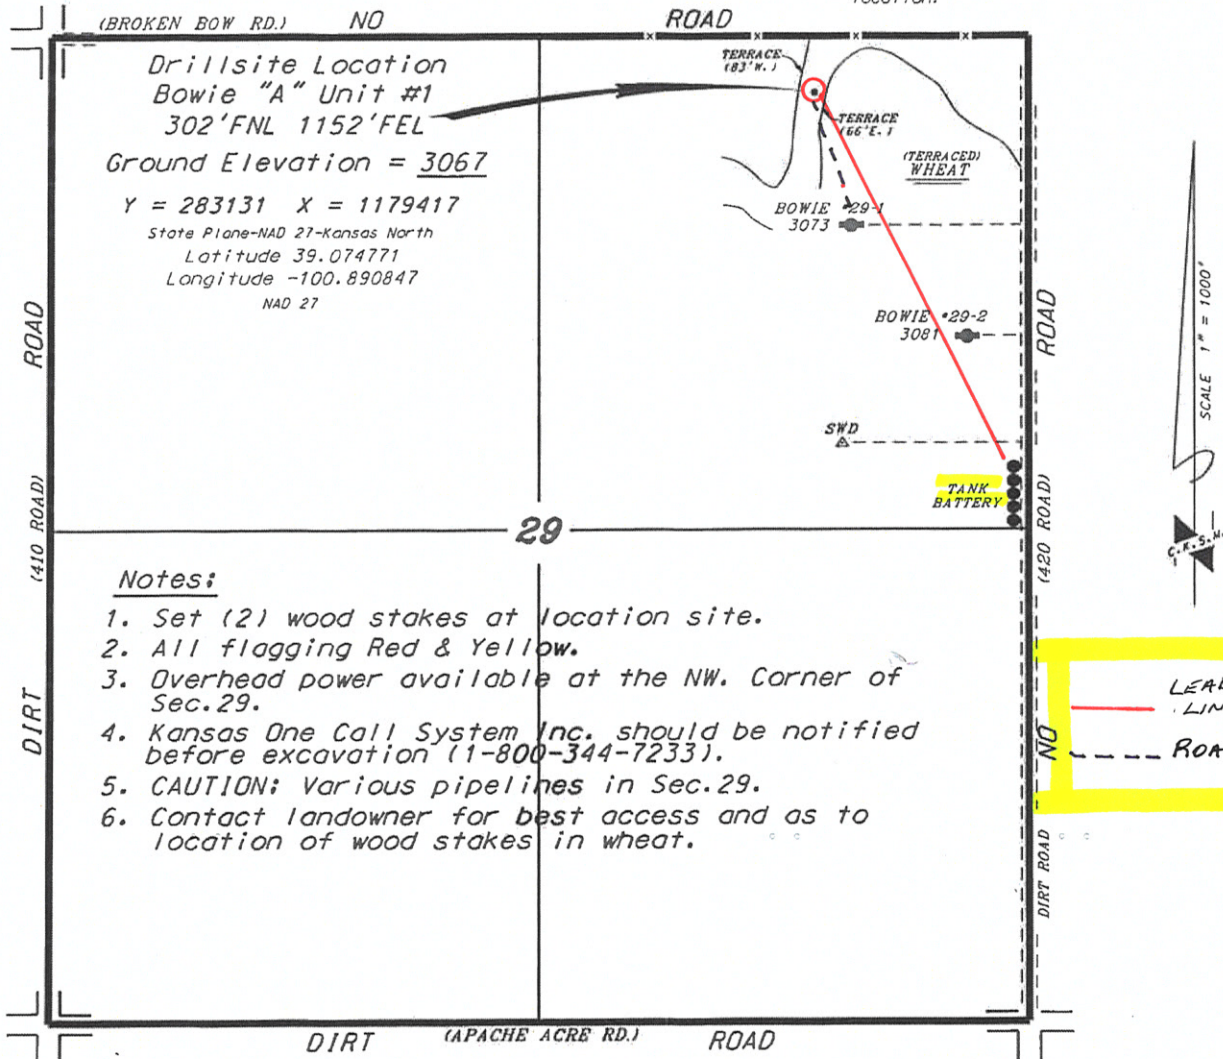 location.
(BROKEN BOW RD.) NO ROAD
Drillsite Location
Bowie "A" Unit #1
302'FNL 1152'FEL
Ground Elevation = 3067
Y = 283131 X = 1179417
State Plane-NAD 27-Kansas North
Latitude 39.074771
Longitude -100.890847
NAD 27
TERRACE
(83'W.)
TERRACE
(66'E.)
(TERRACED)
WHEAT
BOWIE #29-1
3073
BOWIE #29-2
3081
SWD
TANK
BATTERY
29
ROAD
(410 ROAD)
DIRT
ROAD
(420 ROAD)
NO
DIRT ROAD
SCALE 1" = 1000'
C.K.S.
Notes:
1. Set (2) wood stakes at location site.
2. All flagging Red & Yellow.
3. Overhead power available at the NW. Corner of
Sec.29.
4. Kansas One Call System Inc. should be notified
before excavation (1-800-344-7233).
5. CAUTION: Various pipelines in Sec.29.
6. Contact landowner for best access and as to
location of wood stakes in wheat.
LEA
LIN
ROA
DIRT (APACHE ACRE RD.) ROAD